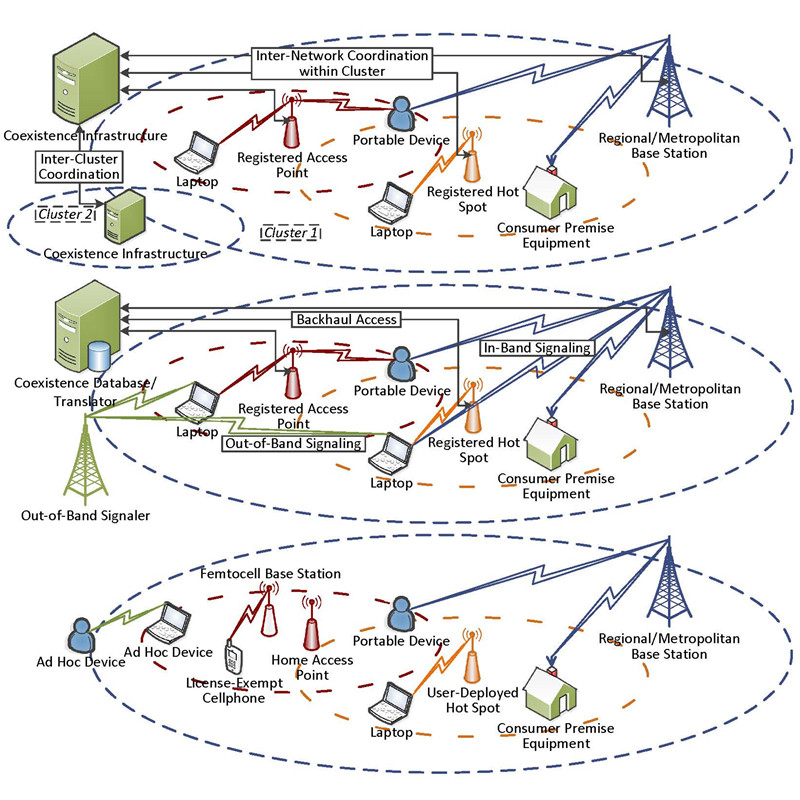 Inter-Network Coordination
within Cluster
Coexistence Infrastructure
Portable Device
Regional/Metropolitan
Base Station
Registered Access
Point
Inter-Cluster
Coordination
Laptop
Registered Hot
Spot
Cluster 2
Laptop
Cluster 1
Consumer Premise
Equipment
Coexistence Infrastructure
Backhaul Access
In-Band Signaling
Coexistence Database/
Translator
Portable Device
Regional/Metropolitan
Base Station
Registered Access
Point
Laptop
Out-of-Band Signaling
Registered Hot
Spot
Laptop
Consumer Premise
Equipment
Out-of-Band Signaler
Femtocell Base Station
Portable Device
Regional/Metropolitan
Base Station
Ad Hoc Device
Ad Hoc Device
Home Access
Point
License-Exempt
Cellphone
User-Deployed
Hot Spot
Laptop
Consumer Premise
Equipment